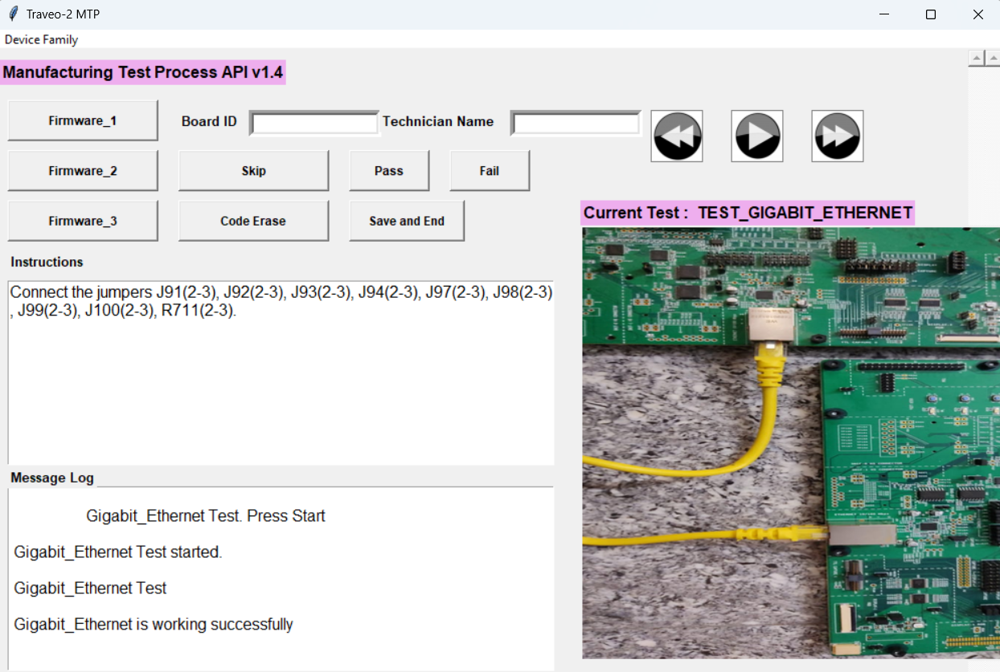 Traveo-2 MTP
Device Family
Manufacturing Test Process API v1.4
Firmware_1
Board ID
Technician Name
Firmware_2
Skip
Pass
Fail
Firmware_3
Code Erase
Save and End
Current Test : TEST_GIGABIT_ETHERNET
Instructions
Connect the jumpers J91(2-3), J92(2-3), J93(2-3), J94(2-3), J97(2-3), J98(2-3)
, J99(2-3), J100(2-3), R711(2-3).
Message Log
Gigabit_Ethernet Test. Press Start
Gigabit_Ethernet Test started.
Gigabit_Ethernet Test
Gigabit_Ethernet is working successfully